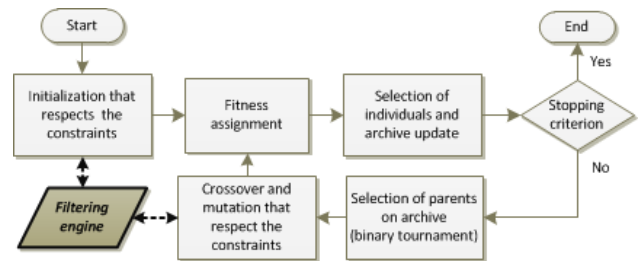 Start
End
Yes
Initialization that
respects the
constraints
Fitness
assignment
Selection of
individuals and
archive update
Stopping
criterion
No
Filtering
engine
Crossover and
mutation that
respect the
constraints
Selection of parents
on archive
(binary tournament)